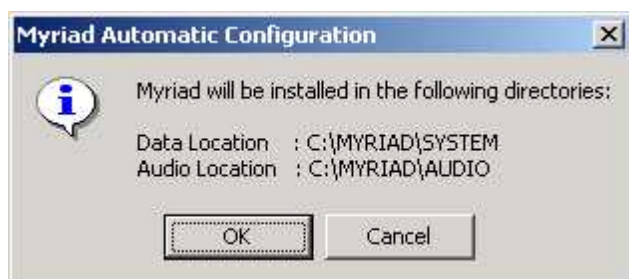 Myriad Automatic Configuration
Myriad will be installed in the following directories:
Data Location : C:\MYRIAD\SYSTEM
Audio Location : C:\MYRIAD\AUDIO
OK Cancel